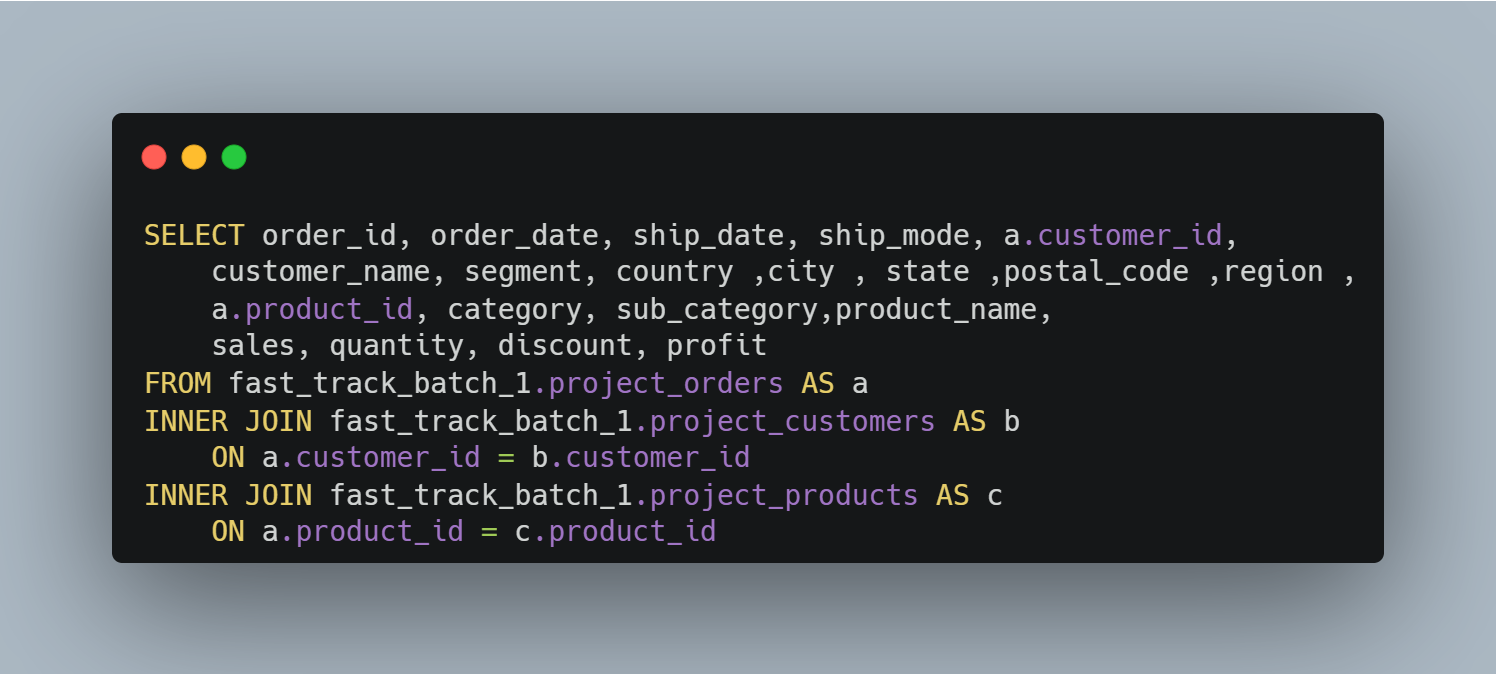 SELECT order_id, order_date, ship_date, ship_mode, a.customer_id,
    customer_name, segment, country ,city , state ,postal_code ,region ,
    a.product_id, category, sub_category,product_name,
    sales, quantity, discount, profit
FROM fast_track_batch_1.project_orders AS a
INNER JOIN fast_track_batch_1.project_customers AS b
    ON a.customer_id = b.customer_id
INNER JOIN fast_track_batch_1.project_products AS c
    ON a.product_id = c.product_id